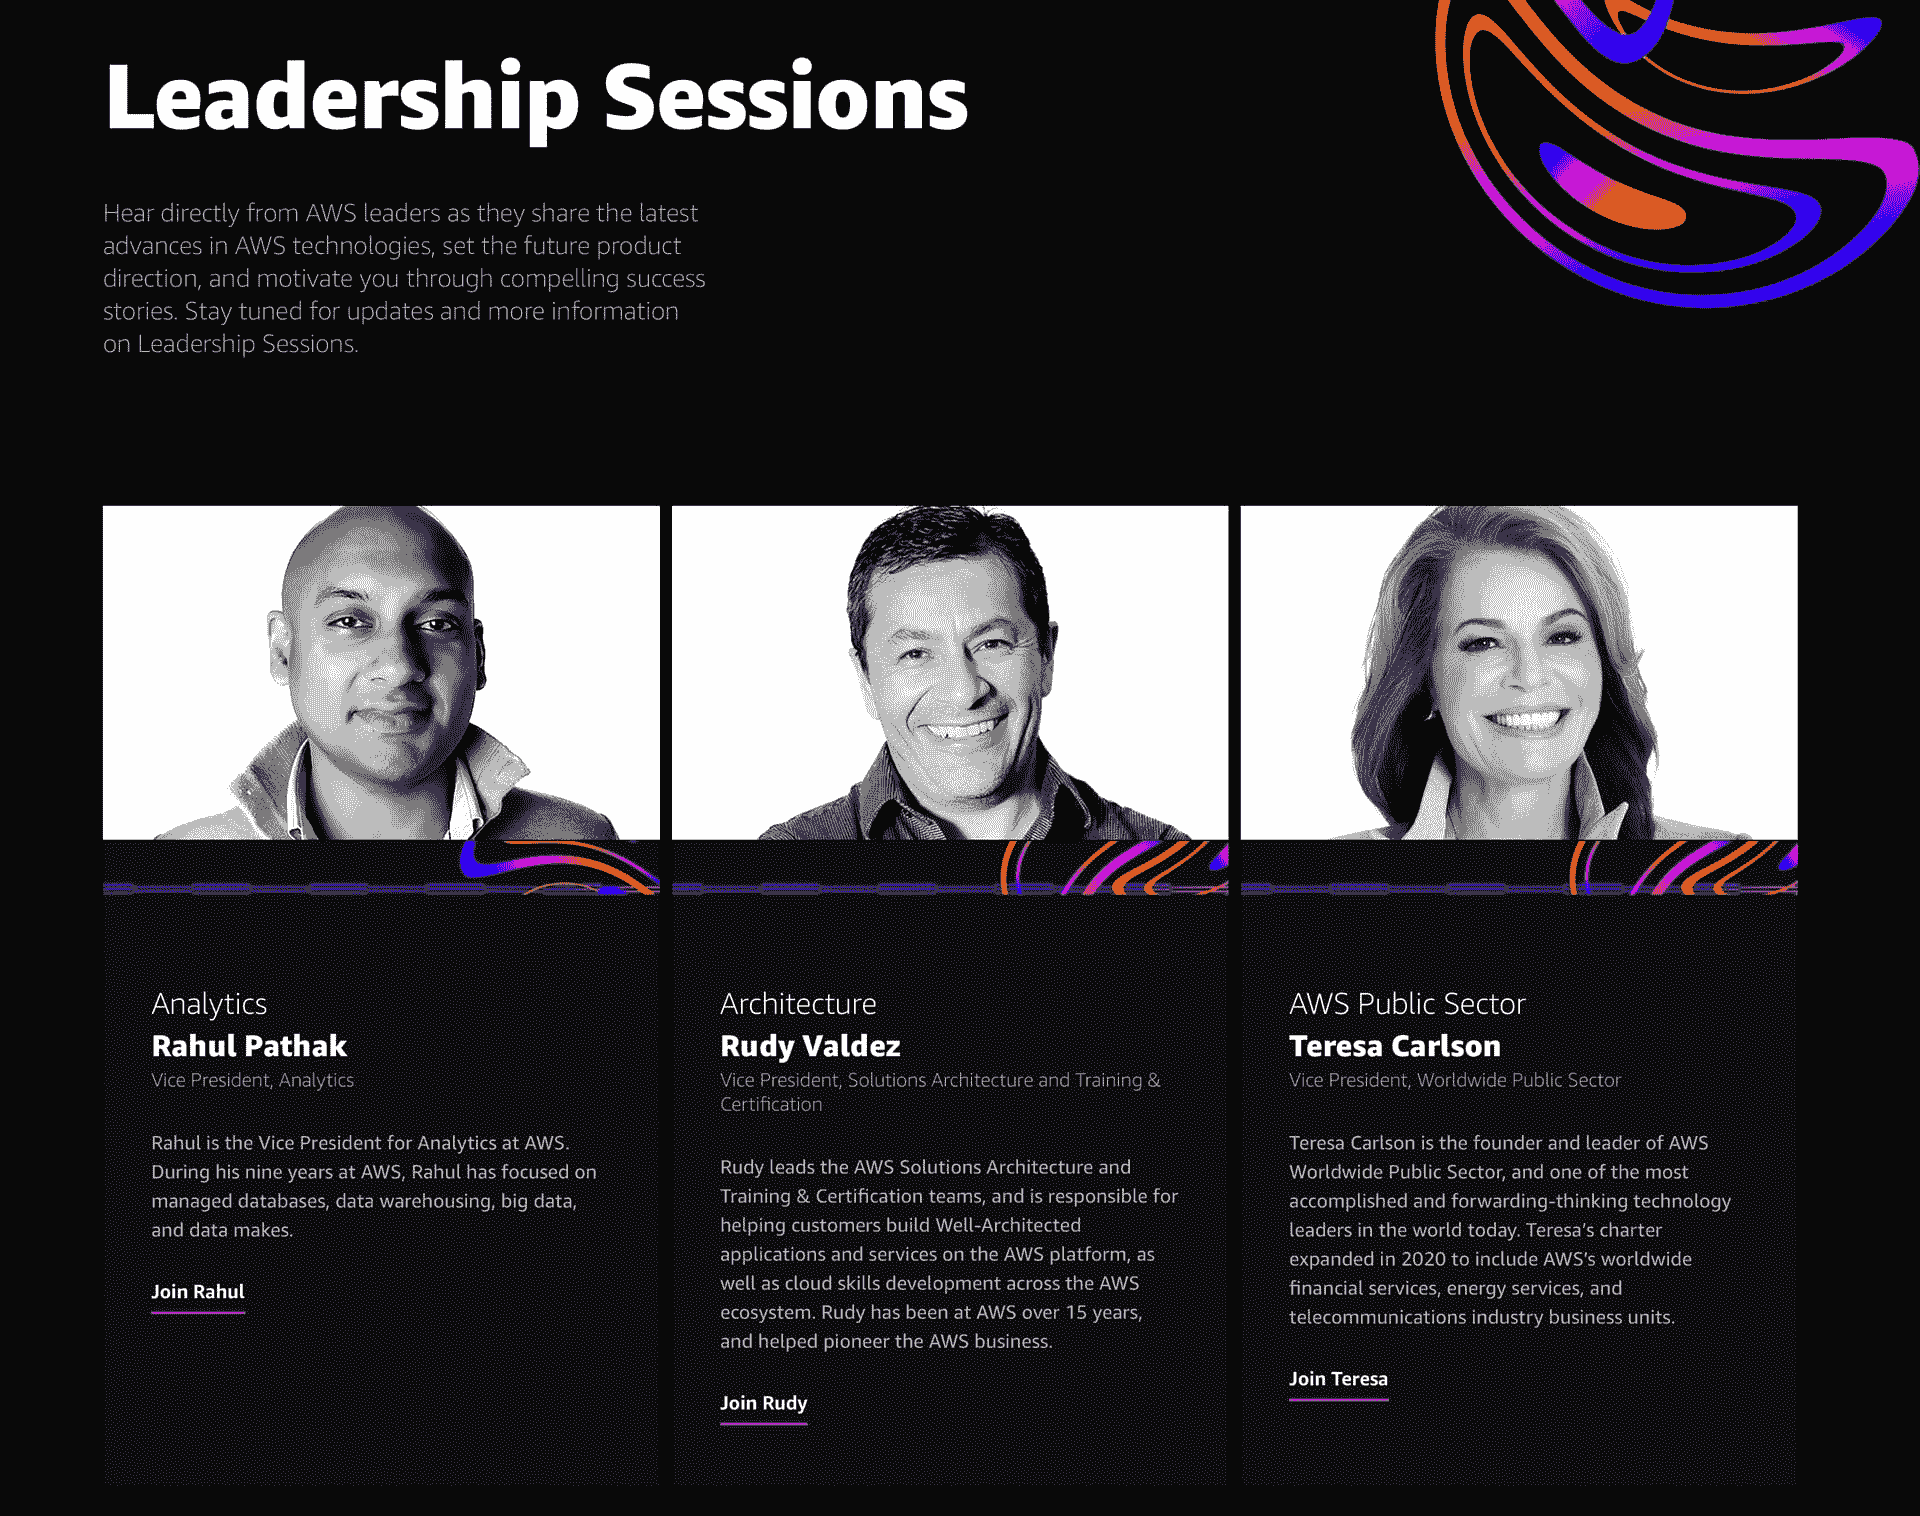 Leadership Sessions
Hear directly from AWS leaders as they share the latest
advances in AWS technologies, set the future product
direction, and motivate you through compelling success
stories. Stay tuned for updates and more information
on Leadership Sessions.
Analytics
Rahul Pathak
Vice President, Analytics
Rahul is the Vice President for Analytics at AWS.
During his nine years at AWS, Rahul has focused on
managed databases, data warehousing, big data,
and data makes.
Join Rahul
Architecture
Rudy Valdez
Vice President, Solutions Architecture and Training &
Certification
Rudy leads the AWS Solutions Architecture and
Training & Certification teams, and is responsible for
helping customers build Well-Architected
applications and services on the AWS platform, as
well as cloud skills development across the AWS
ecosystem. Rudy has been at AWS over 15 years,
and helped pioneer the AWS business.
Join Rudy
AWS Public Sector
Teresa Carlson
Vice President, Worldwide Public Sector
Teresa Carlson is the founder and leader of AWS
Worldwide Public Sector, and one of the most
accomplished and forwarding-thinking technology
leaders in the world today. Teresa's charter
expanded in 2020 to include AWS's worldwide
financial services, energy services, and
telecommunications industry business units.
Join Teresa